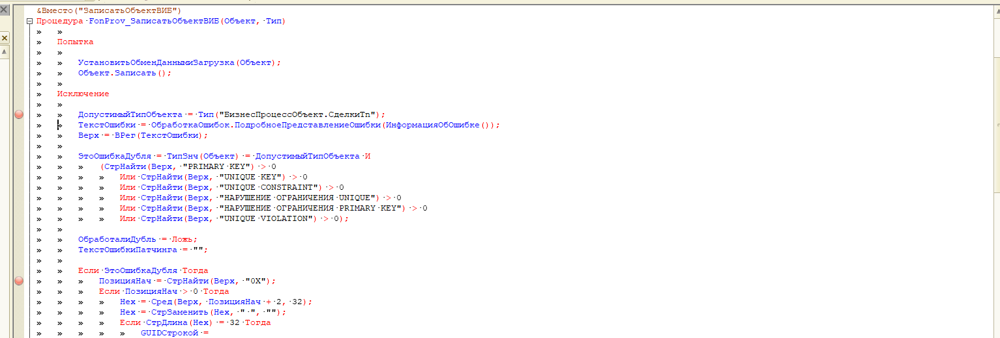 &Вместо("ЗаписатьОбъектВИБ")
Процедура FonProv_ЗаписатьОбъектВИБ(Объект, Тип)
Попытка
УстановитьОбменДаннымиЗагрузка(Объект);
Объект.Записать();
Исключение
ДопустимыйТипОбъекта = Тип("БизнесПроцессОбъект.СделкиТп");
ТекстОшибки = ОбработкаОшибок.ПодробноеПредставлениеОшибки(ИнформацияОбОшибке());
Верх = ВРег(ТекстОшибки);
ЭтоОшибкаДубля = ТипЗнч(Объект) = ДопустимыйТипОбъекта И
(СтрНайти(Верх, "PRIMARY KEY") > 0
Или СтрНайти(Верх, "UNIQUE KEY") > 0
Или СтрНайти(Верх, "UNIQUE CONSTRAINT") > 0
Или СтрНайти(Верх, "НАРУШЕНИЕ ОГРАНИЧЕНИЯ UNIQUE") > 0
Или СтрНайти(Верх, "НАРУШЕНИЕ ОГРАНИЧЕНИЯ PRIMARY KEY") > 0
Или СтрНайти(Верх, "UNIQUE VIOLATION") > 0);
ОбработалиДубль = Ложь;
ТекстОшибкиПатчинга = "";
Если ЭтоОшибкаДубля Тогда
ПозицияНач = СтрНайти(Верх, "0X");
Если ПозицияНач > 0 Тогда
Hex = Сред(Верх, ПозицияНач + 2, 32);
Hex = СтрЗаменить(Hex, " ", "");
Если СтрДлина(Hex) = 32 Тогда
GUIDСтрокой =